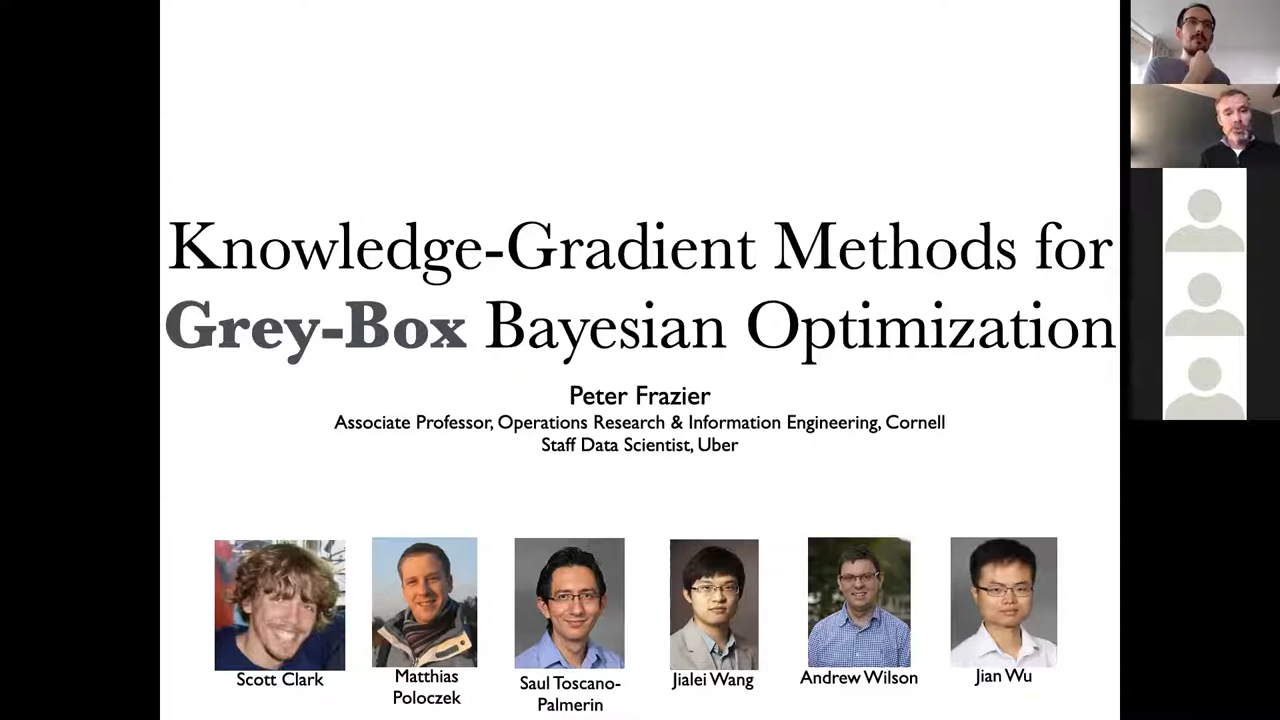 Knowledge-Gradient Methods for
Grey-Box Bayesian Optimization
Peter Frazier
Associate Professor, Operations Research & Information Engineering, Cornell
Staff Data Scientist, Uber
Scott Clark
Matthias
Poloczek
Saul Toscano-
Palmerin
Jialei Wang
Andrew Wilson
Jian Wu